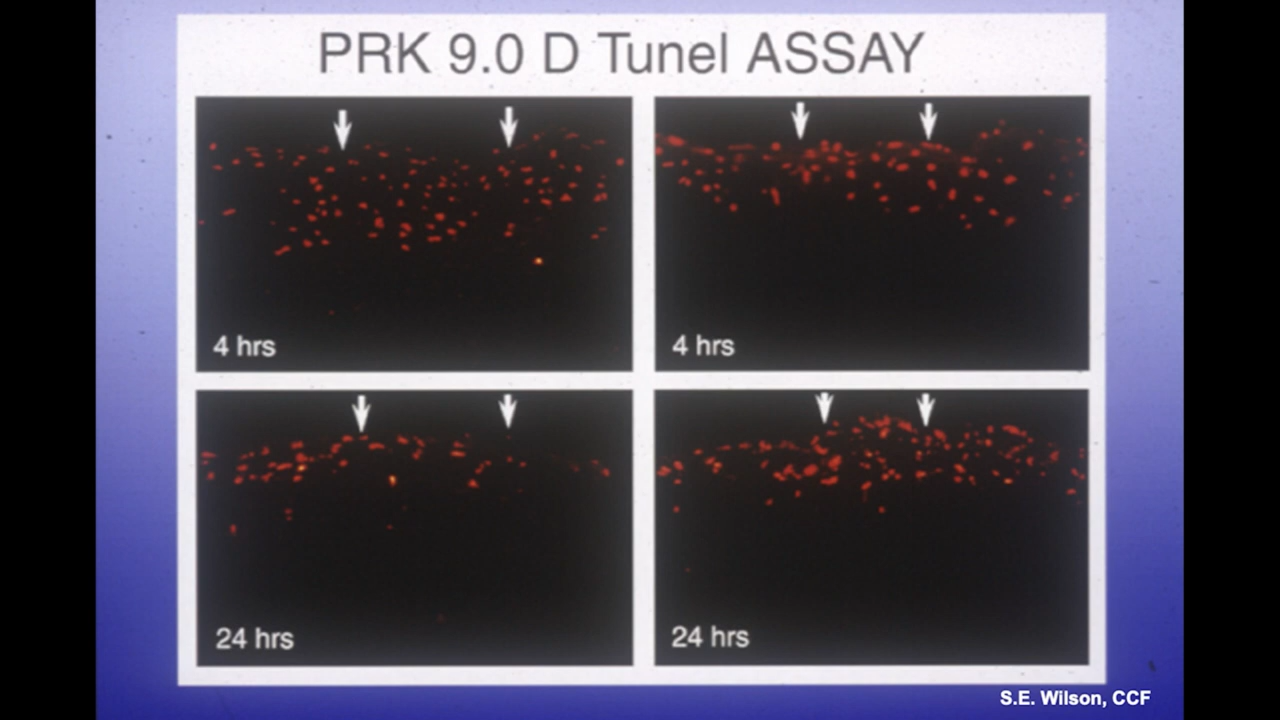 PRK 9.0 D Tunel ASSAY
4 hrs
4 hrs
24 hrs
24 hrs
S.E. Wilson, CCF